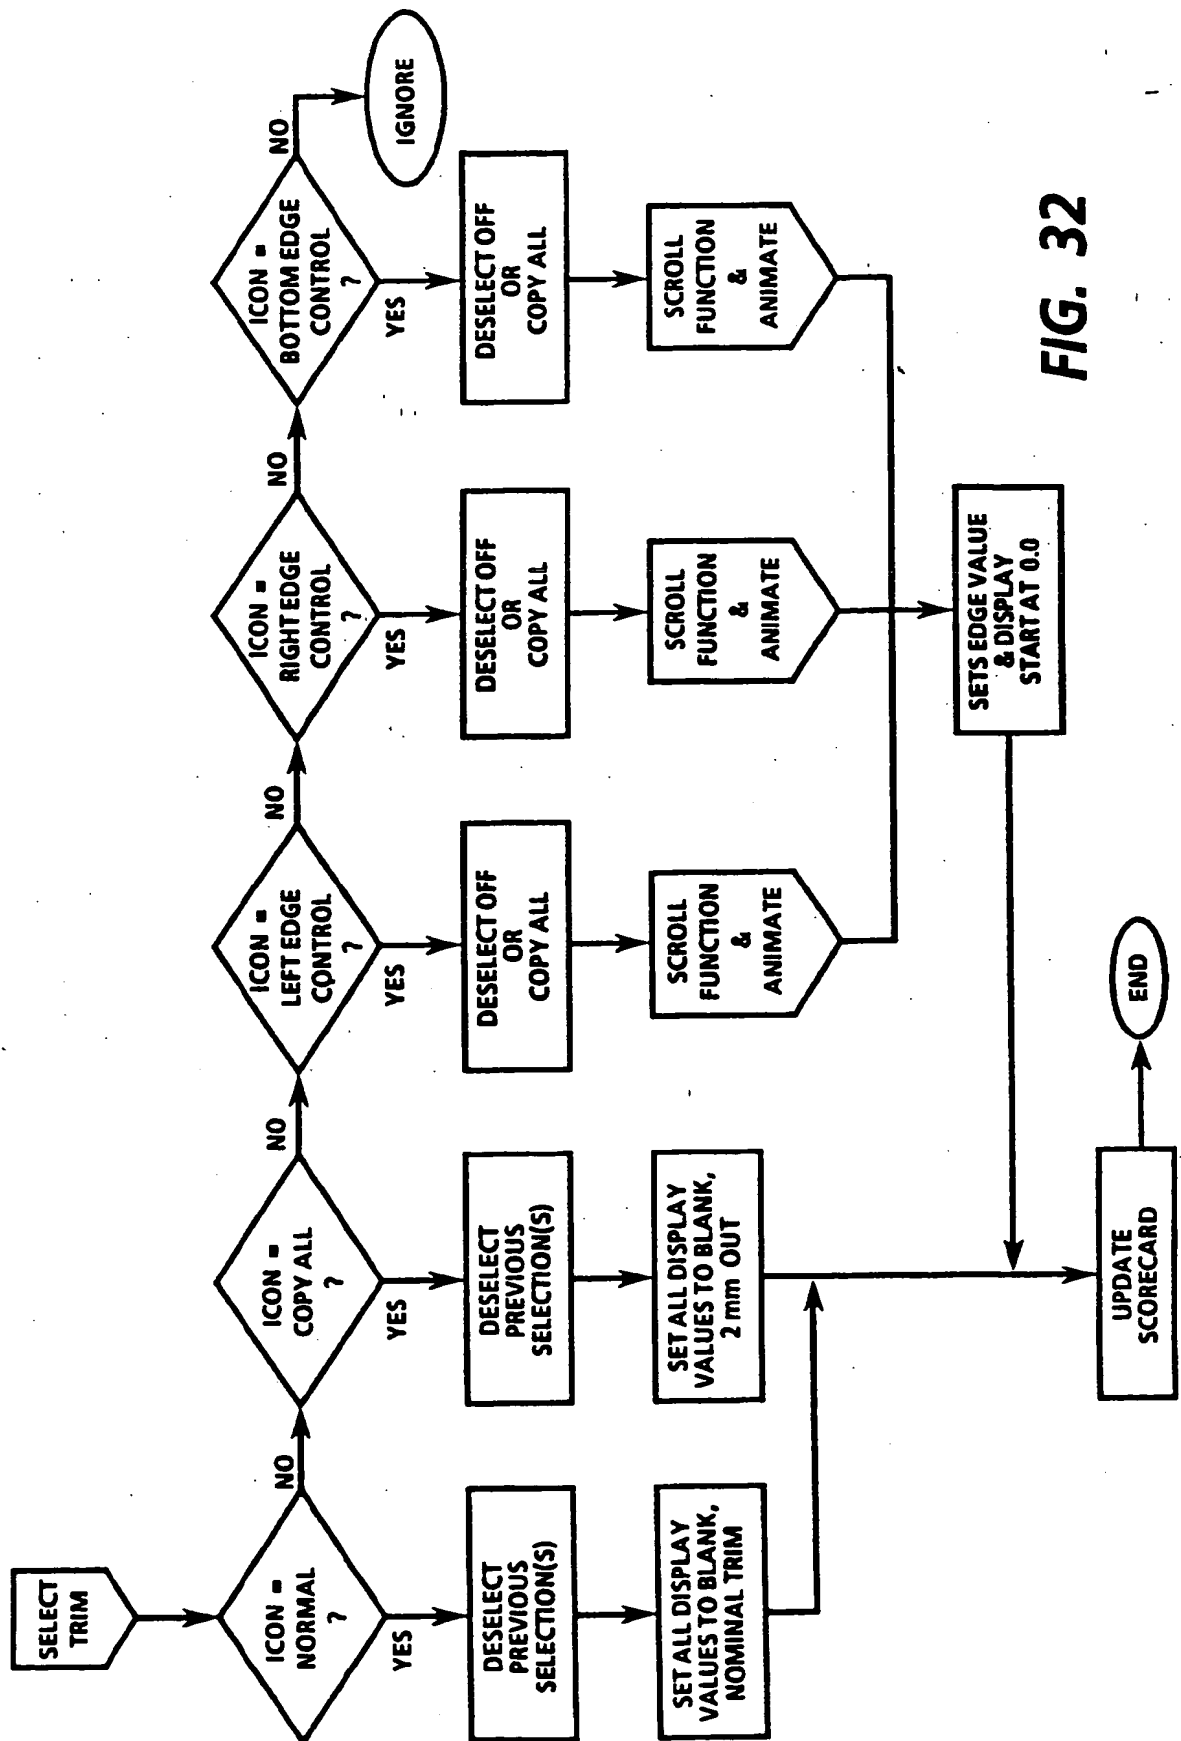 SELECT
TRIM
ICON =
NORMAL
?
NO
YES
DESELECT
PREVIOUS
SELECTION(S)
SET ALL DISPLAY
VALUES TO BLANK,
NOMINAL TRIM
ICON =
COPY ALL
?
NO
YES
DESELECT
PREVIOUS
SELECTION(S)
SET ALL DISPLAY
VALUES TO BLANK,
2 mm OUT
ICON =
LEFT EDGE
CONTROL
?
NO
YES
DESELECT OFF
OR
COPY ALL
SCROLL
FUNCTION
&
ANIMATE
ICON =
RIGHT EDGE
CONTROL
?
NO
YES
DESELECT OFF
OR
COPY ALL
SCROLL
FUNCTION
&
ANIMATE
ICON =
BOTTOM EDGE
CONTROL
?
NO
YES
IGNORE
DESELECT OFF
OR
COPY ALL
SCROLL
FUNCTION
&
ANIMATE
SETS EDGE VALUE
& DISPLAY
START AT 0.0
UPDATE
SCORECARD
END
FIG. 32